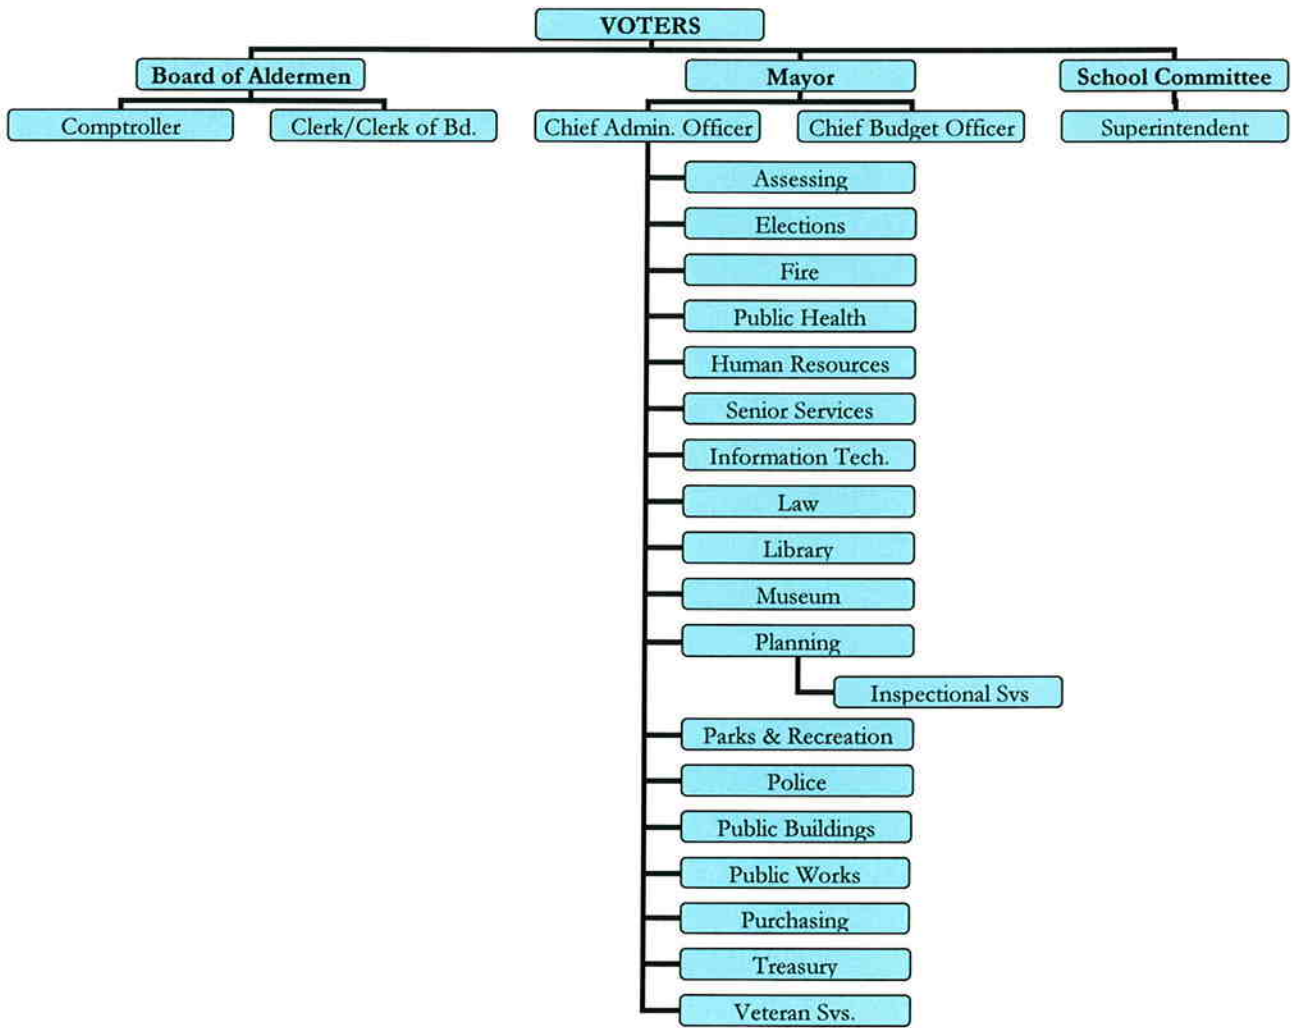 VOTERS
Board of Aldermen
Mayor
School Committee
Comptroller
Clerk/Clerk of Bd.
Chief Admin. Officer
Chief Budget Officer
Superintendent
Assessing
Elections
Fire
Public Health
Human Resources
Senior Services
Information Tech.
Law
Library
Museum
Planning
Inspectional Svs
Parks & Recreation
Police
Public Buildings
Public Works
Purchasing
Treasury
Veteran Svs.